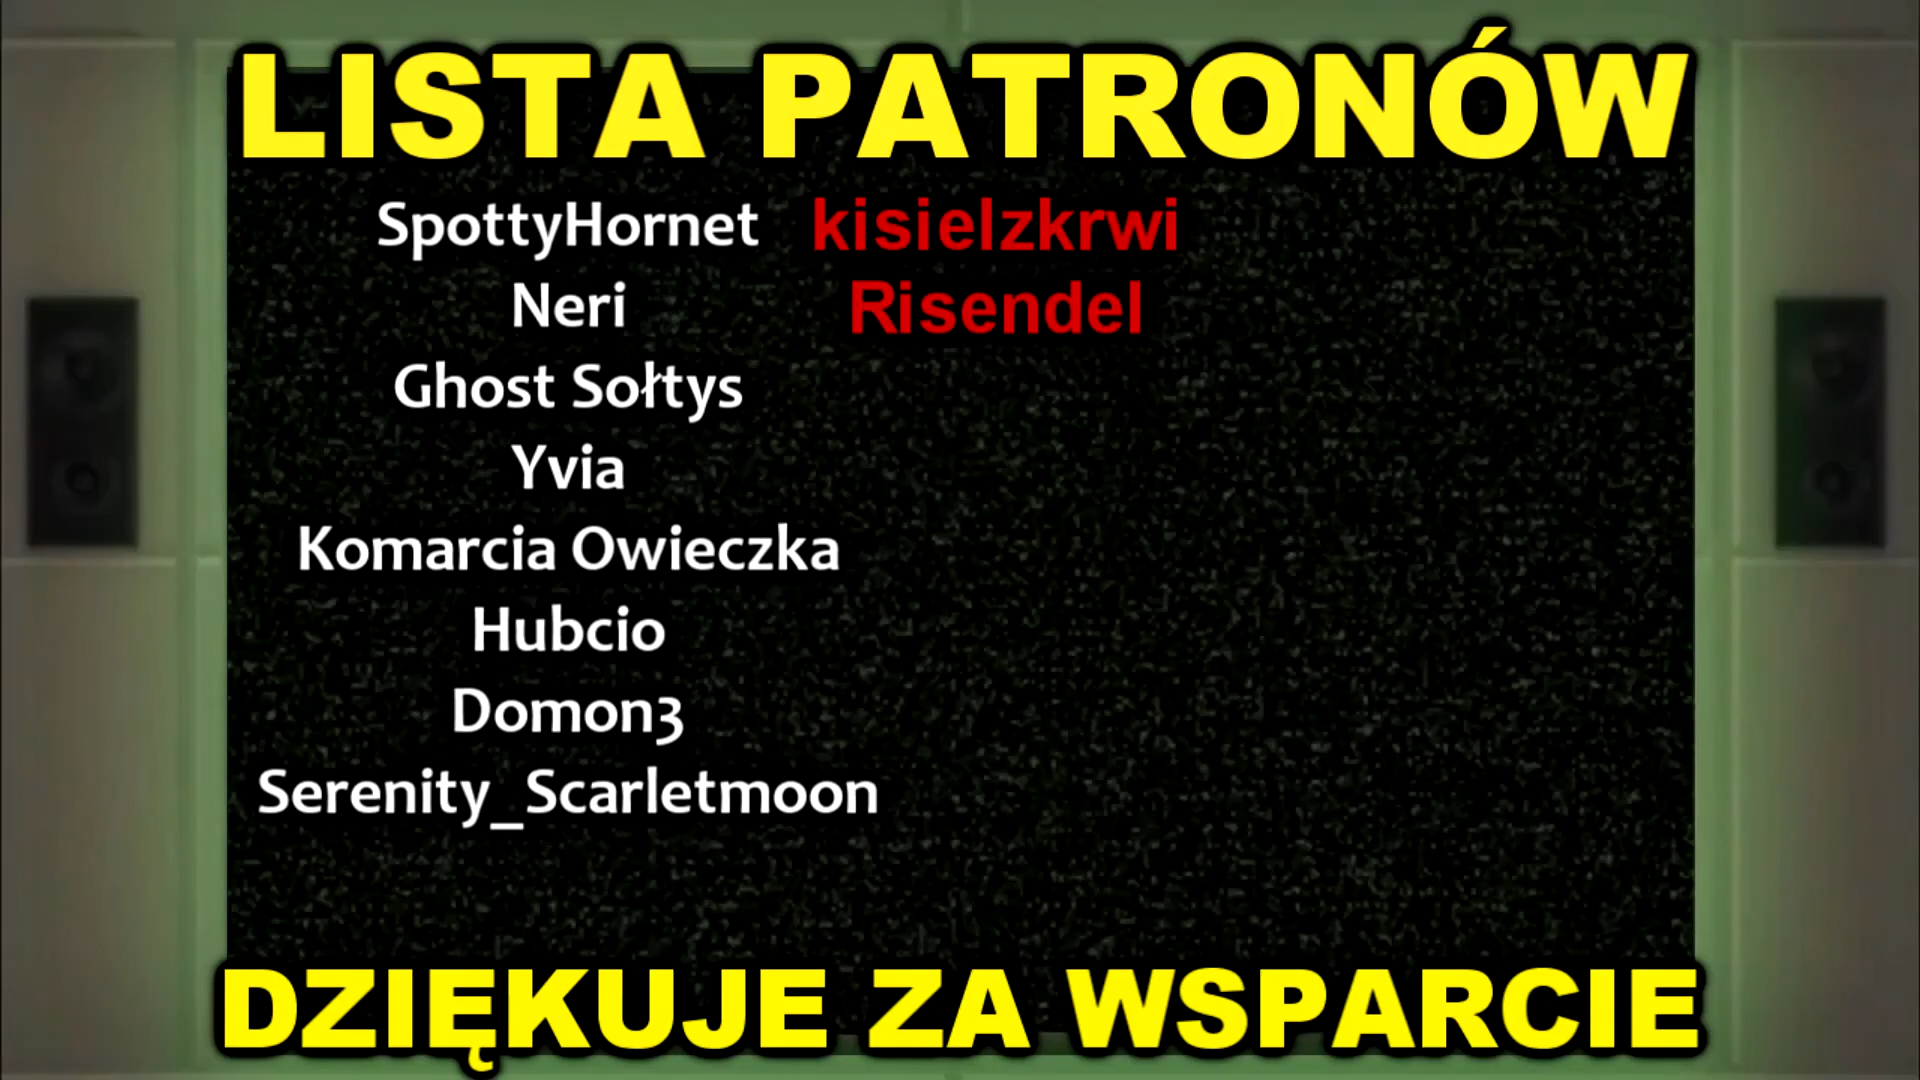 LISTA PATRONÓW
SpottyHornet
Neri
Ghost Sołtys
Yvia
Komarcia Owieczka
Hubcio
Domon3
Serenity_Scarletmoon
kisielzkrwi
Risendel
DZIĘKUJE ZA WSPARCIE